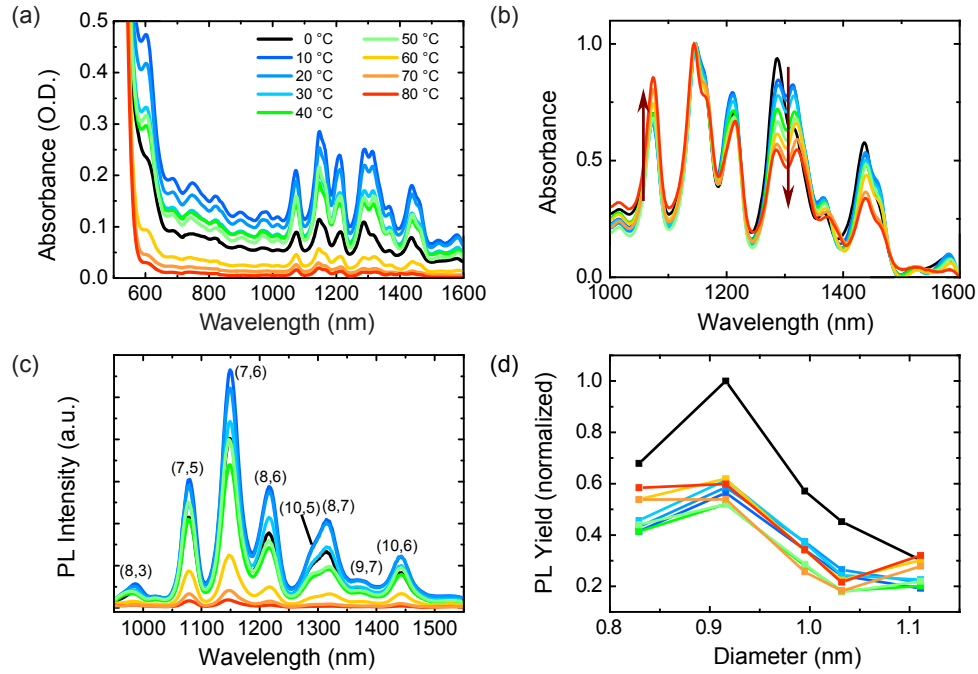 (a)
0.5
0.4
0.3
0.2
0.1
0.0
Absorbance (O.D.)
0 °C
10 °C
20 °C
30 °C
40 °C
50 °C
60 °C
70 °C
80 °C
600 800 1000 1200 1400 1600
Wavelength (nm)
(b)
1.0
0.5
0.0
Absorbance
1000 1200 1400 1600
Wavelength (nm)
(c)
PL Intensity (a.u.)
(8,3)
(7,5)
(7,6)
(8,6)
(10,5)
(8,7)
(9,7)
(10,6)
1000 1100 1200 1300 1400 1500
Wavelength (nm)
(d)
1.0
0.8
0.6
0.4
0.2
PL Yield (normalized)
0.8 0.9 1.0 1.1
Diameter (nm)